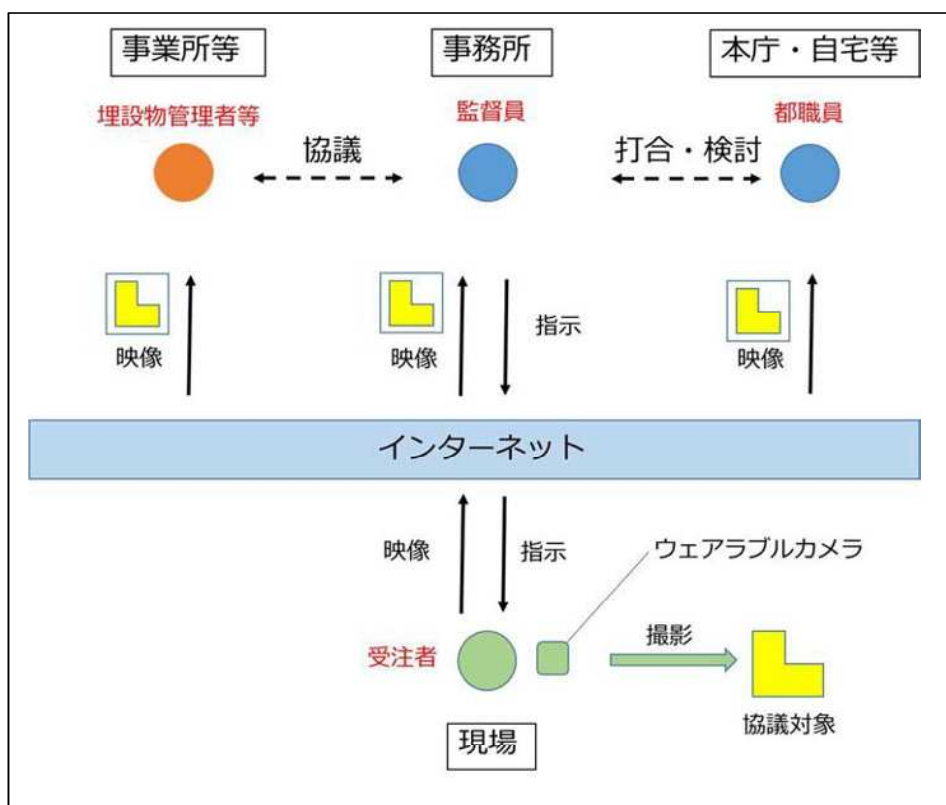 事業所等
事務所
本庁・自宅等
埋設物管理者等
監督員
都職員
協議
打合・検討
映像
映像
指示
映像
インターネット
映像
指示
ウェアラブルカメラ
受注者
撮影
協議対象
現場